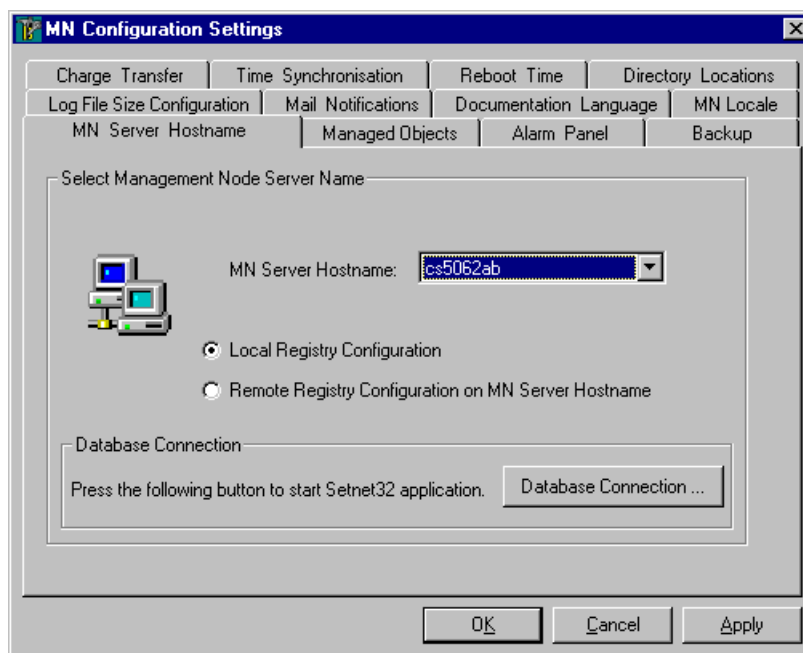 MN Configuration Settings
Charge Transfer Time Synchronisation Reboot Time Directory Locations
Log File Size Configuration Mail Notifications Documentation Language MN Locale
MN Server Hostname Managed Objects Alarm Panel Backup
Select Management Node Server Name
MN Server Hostname: cs5062ab
Local Registry Configuration
Remote Registry Configuration on MN Server Hostname
Database Connection
Press the following button to start Setnet32 application. Database Connection ...
OK Cancel Apply